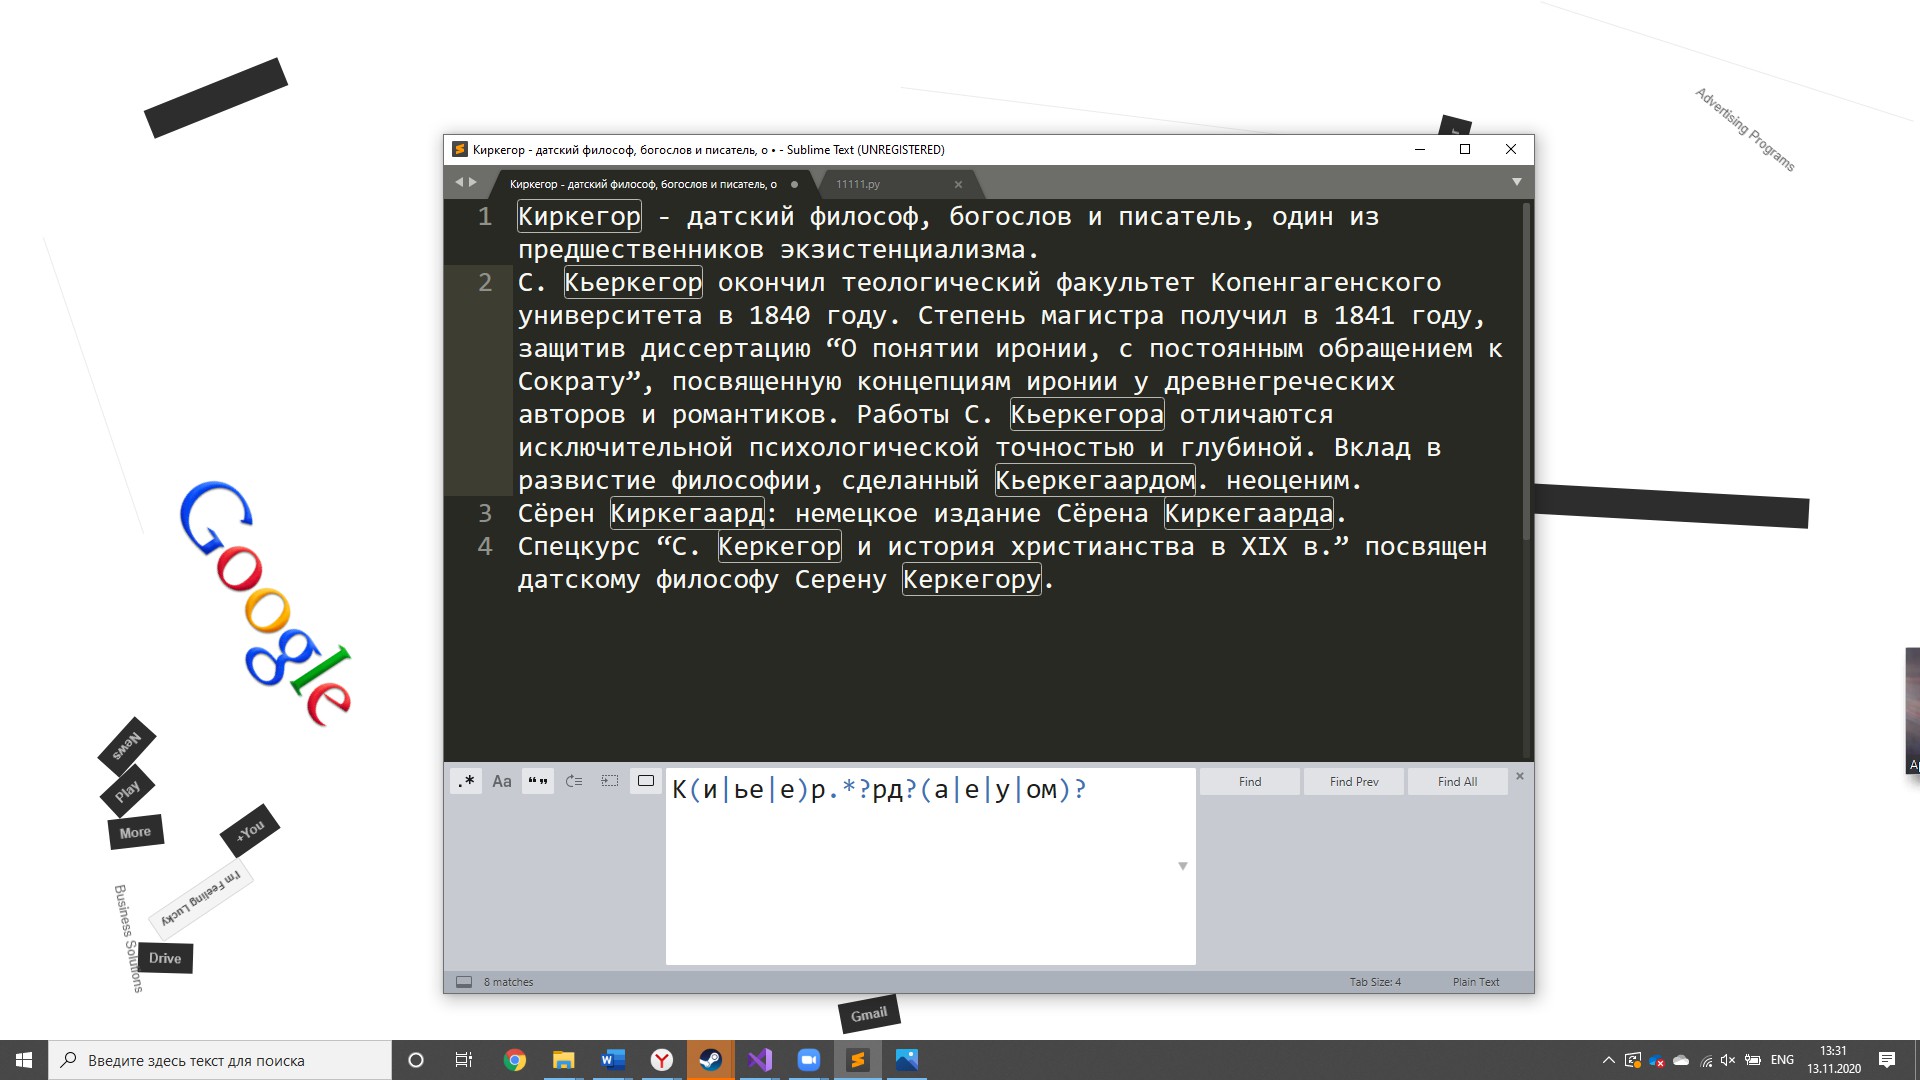 Advertising Programs
Киркегор - датский философ, богослов и писатель, о • - Sublime Text (UNREGISTERED)
Киркегор - датский философ, богослов и писатель, о
11111.py
1 Киркегор - датский философ, богослов и писатель, один из
предшественников экзистенциализма.
2 С. Кьеркегор окончил теологический факультет Копенгагенского
университета в 1840 году. Степень магистра получил в 1841 году,
защитив диссертацию “О понятии иронии, с постоянным обращением к
Сократу”, посвященную концепциям иронии у древнегреческих
авторов и романтиков. Работы С. Кьеркегора отличаются
исключительной психологической точностью и глубиной. Вклад в
развистие философии, сделанный Кьеркегаардом. неоценим.
3 Сёрен Киркегаард: немецкое издание Сёрена Киркегаарда.
4 Спецкурс “С. Керкегор и история христианства в XIX в.” посвящен
датскому философу Серену Керкегору.
Google
News
Play
More
+You
I'm Feeling Lucky
Business Solutions
Drive
.* Aa “”
К(и|ье|е)р.*?рд?(а|е|у|ом)?
Find
Find Prev
Find All
8 matches
Tab Size: 4
Plain Text
Gmail
Введите здесь текст для поиска
ENG
13:31
13.11.2020